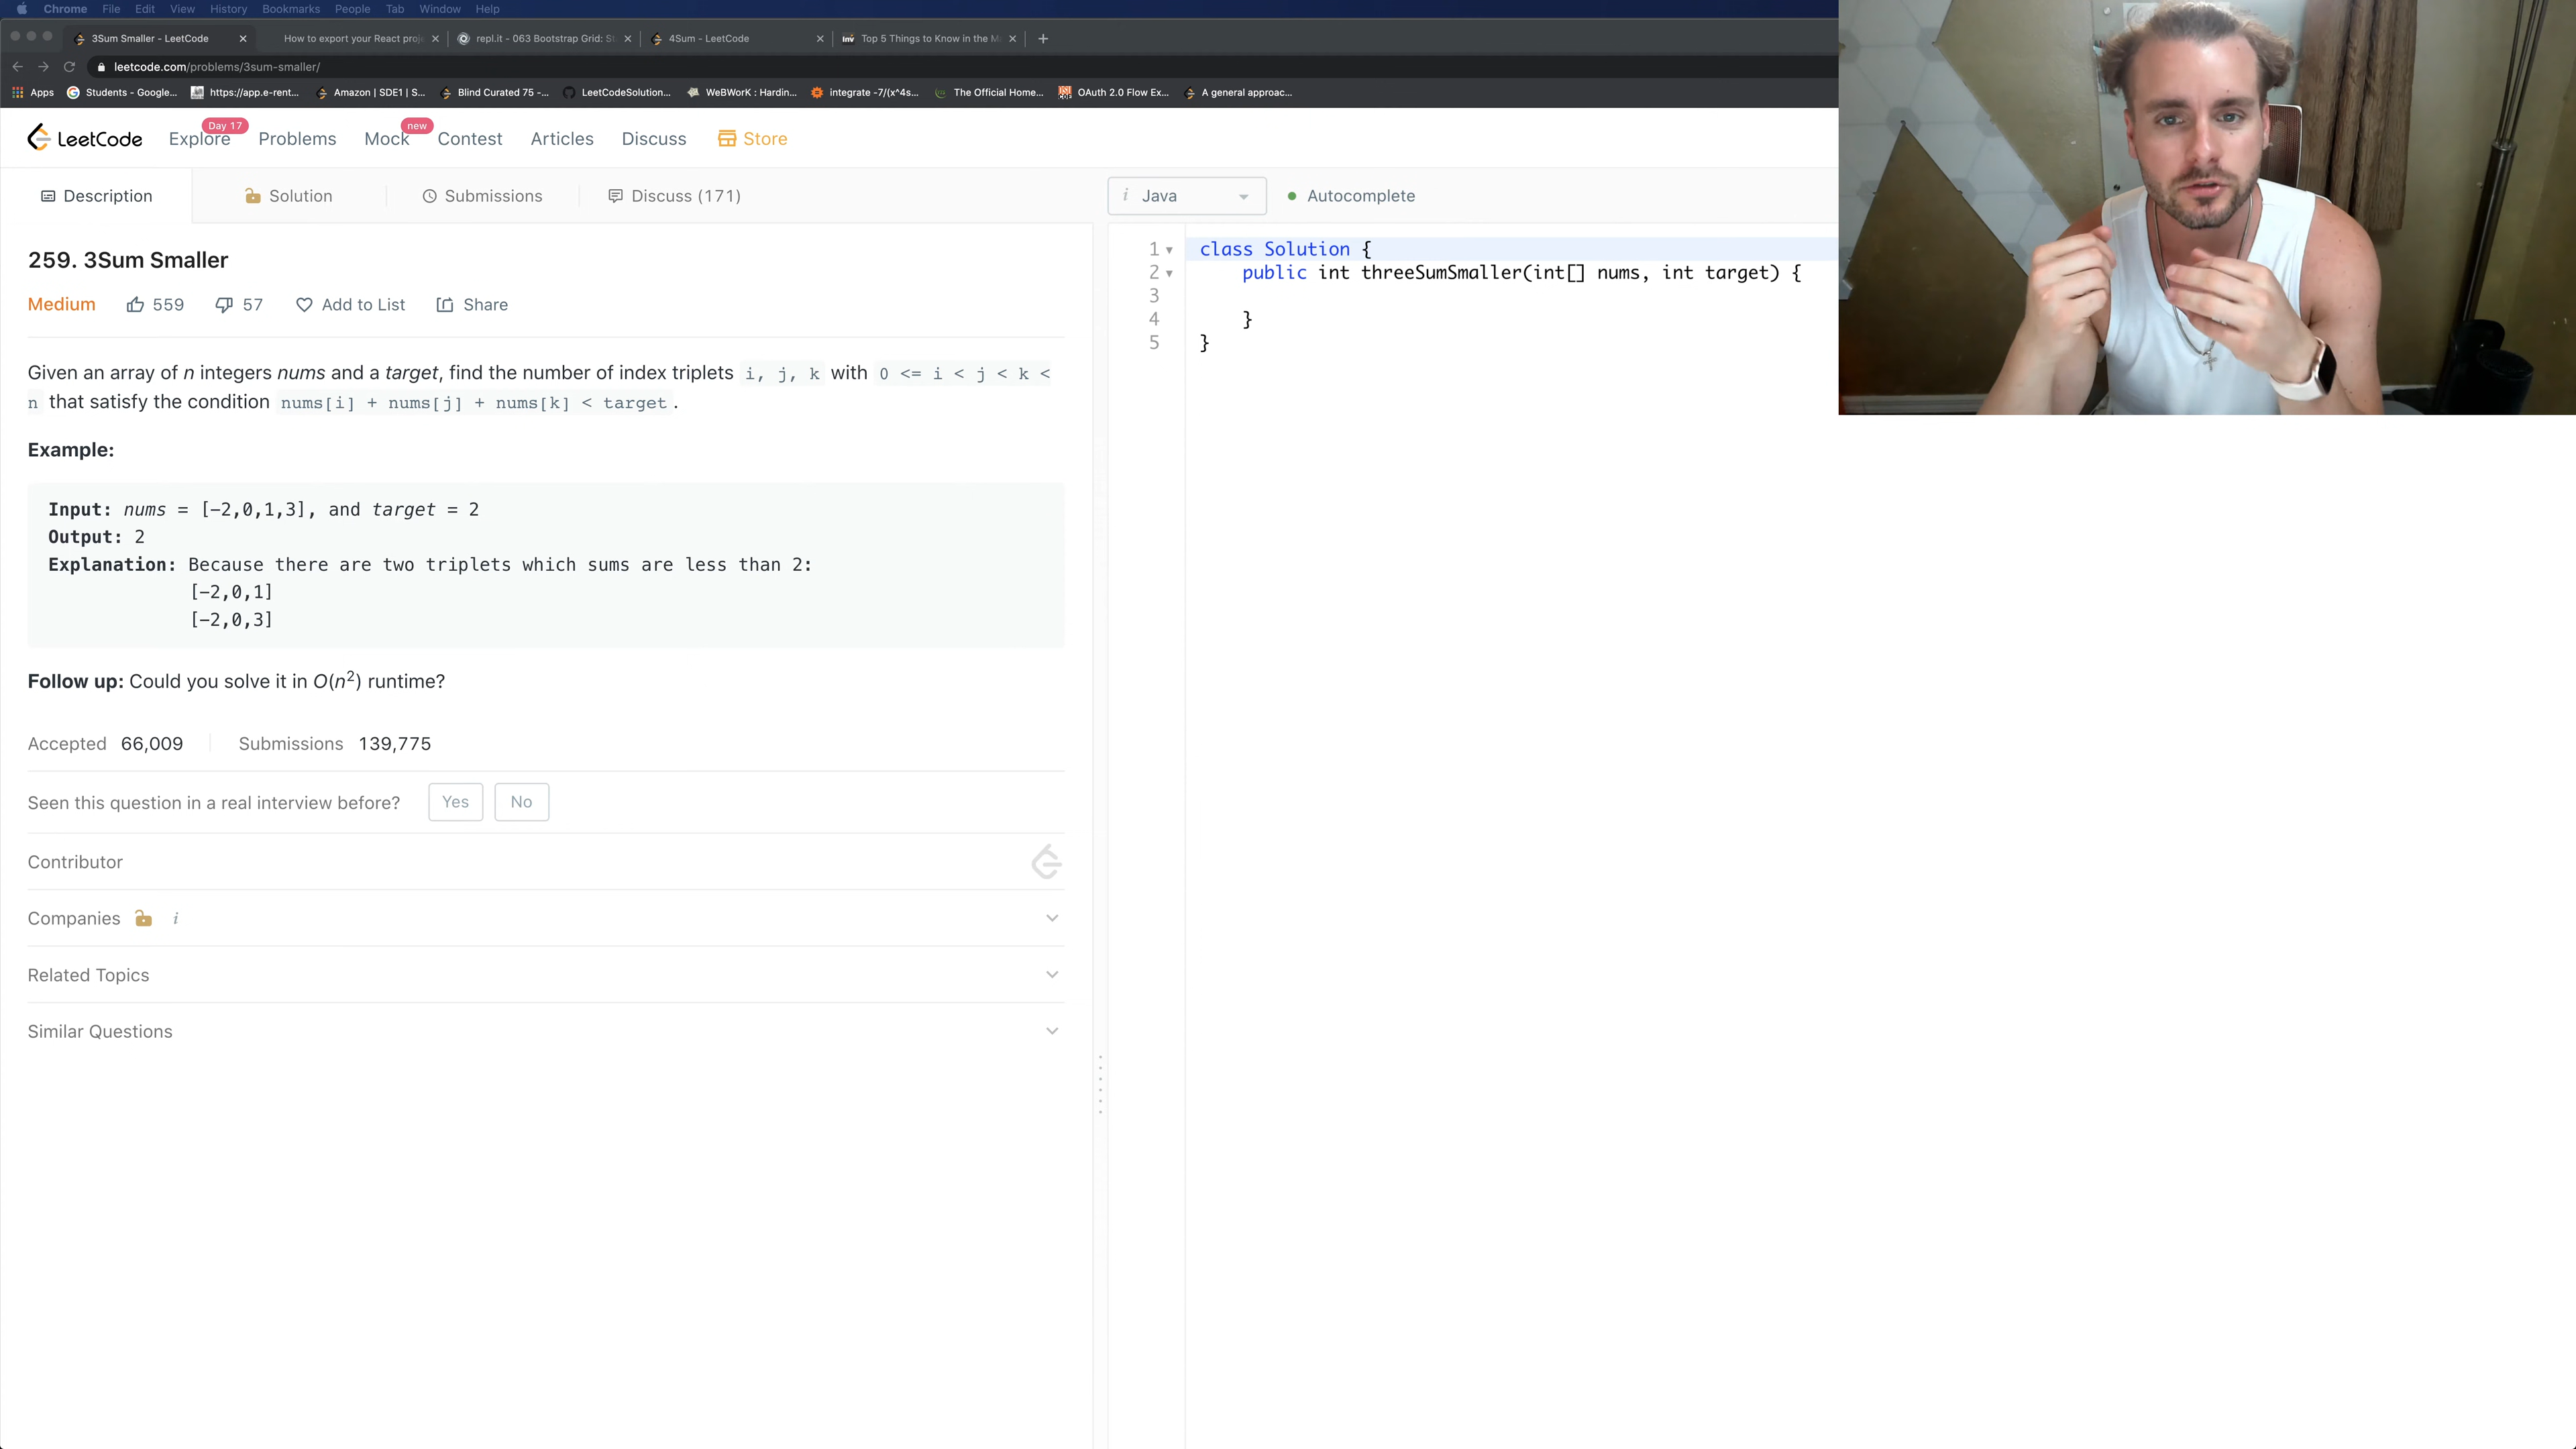 Chrome File Edit View History Bookmarks People Tab Window Help
3Sum Smaller - LeetCode
How to export your React proj
repl.it - 063 Bootstrap Grid: St
4Sum - LeetCode
Inv Top 5 Things to Know in the M
leetcode.com/problems/3sum-smaller/
Apps
Students - Google...
https://app.e-rent...
Amazon | SDE1 | S...
Blind Curated 75 -...
LeetCodeSolution...
WeBWorK : Hardin...
integrate -7/(x^4s...
The Official Home...
OAuth 2.0 Flow Ex...
A general approac...
LeetCode
Explore
Day 17
Problems
Mock
new
Contest
Articles
Discuss
Store
Description
Solution
Submissions
Discuss (171)
259. 3Sum Smaller
Medium 559 57 Add to List Share
Given an array of n integers nums and a target, find the number of index triplets i, j, k with 0 <= i < j < k <
n that satisfy the condition nums[i] + nums[j] + nums[k] < target.
Example:
Input: nums = [-2,0,1,3], and target = 2
Output: 2
Explanation: Because there are two triplets which sums are less than 2:
[-2,0,1]
[-2,0,3]
Follow up: Could you solve it in O(n²) runtime?
Accepted 66,009 Submissions 139,775
Seen this question in a real interview before? Yes No
Contributor
Companies i
Related Topics
Similar Questions
i Java
Autocomplete
1 class Solution {
2 public int threeSumSmaller(int[] nums, int target) {
3
4 }
5 }